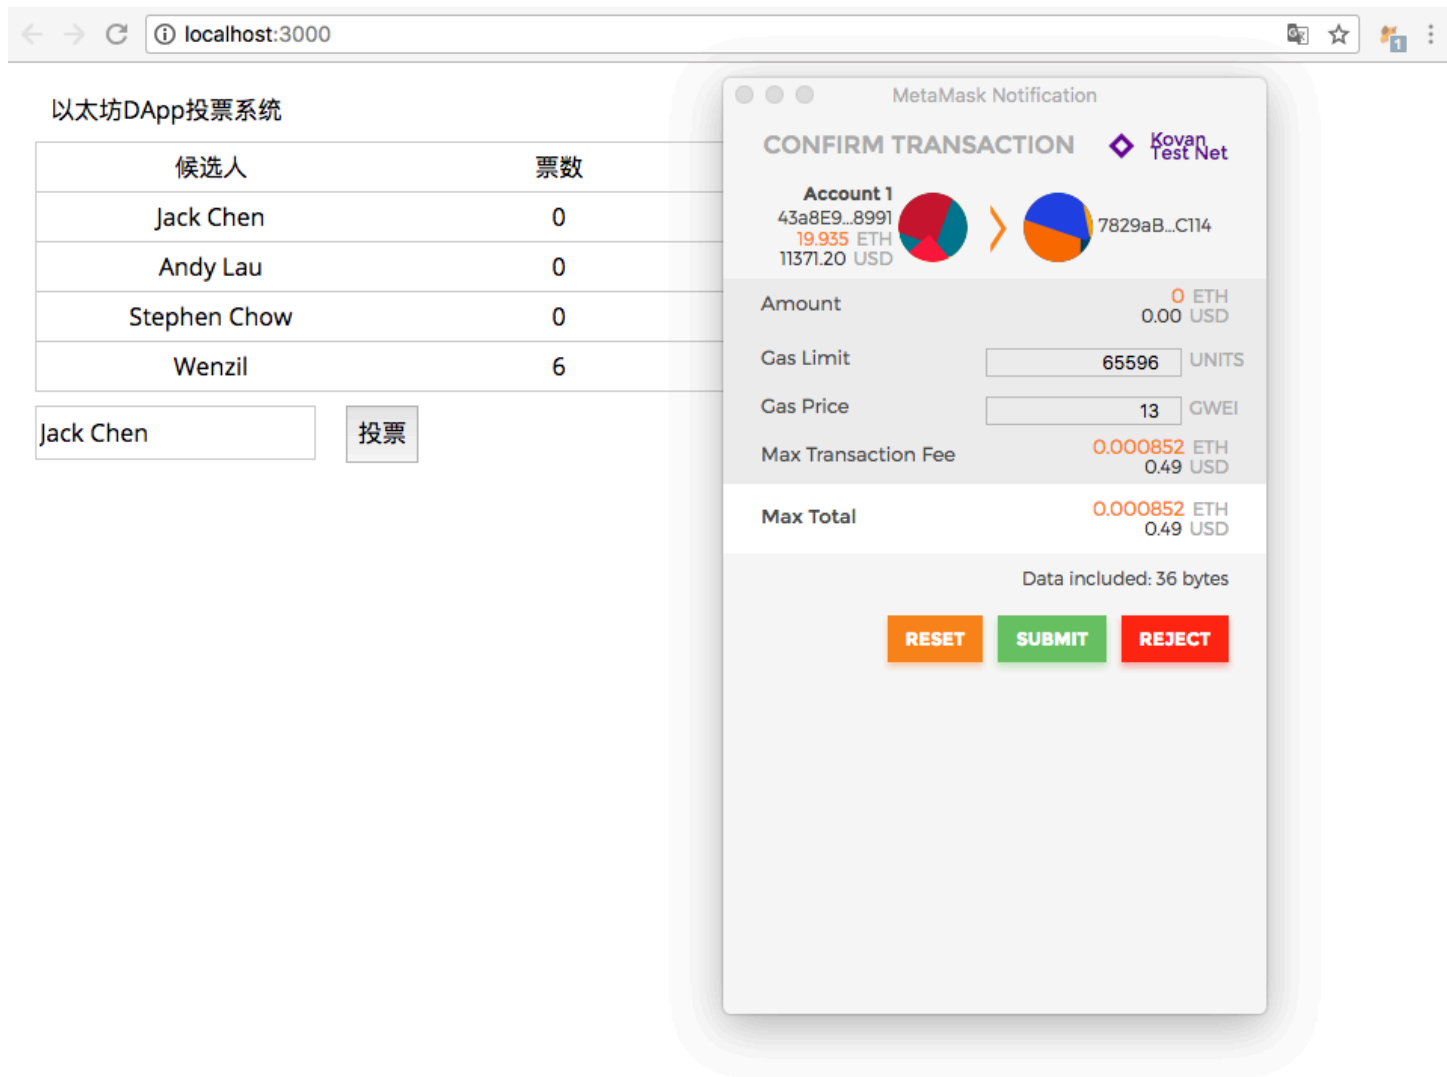 localhost:3000
1
以太坊DApp投票系统
候选人 票数
Jack Chen 0
Andy Lau 0
Stephen Chow 0
Wenzil 6
Jack Chen 投票
MetaMask Notification
CONFIRM TRANSACTION Kovan
Test Net
Account 1
43a8E9...8991
19.935 ETH
11371.20 USD
7829aB...C114
Amount 0 ETH
0.00 USD
Gas Limit 65596 UNITS
Gas Price 13 GWEI
Max Transaction Fee 0.000852 ETH
0.49 USD
Max Total 0.000852 ETH
0.49 USD
Data included: 36 bytes
RESET SUBMIT REJECT